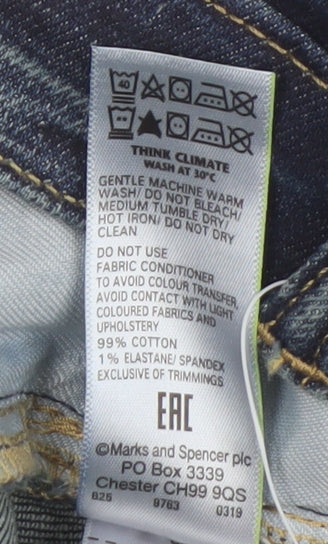 40
THINK CLIMATE
WASH AT 30°C
GENTLE MACHINE WARM
WASH/ DO NOT BLEACH/
MEDIUM TUMBLE DRY/
HOT IRON/ DO NOT DRY
CLEAN
DO NOT USE
FABRIC CONDITIONER
TO AVOID COLOUR TRANSFER,
AVOID CONTACT WITH LIGHT
COLOURED FABRICS AND
UPHOLSTERY
99% COTTON
1% ELASTANE/ SPANDEX
EXCLUSIVE OF TRIMMINGS
EAC
©Marks and Spencer plc
PO Box 3339
Chester CH99 9QS
026 0763 0319